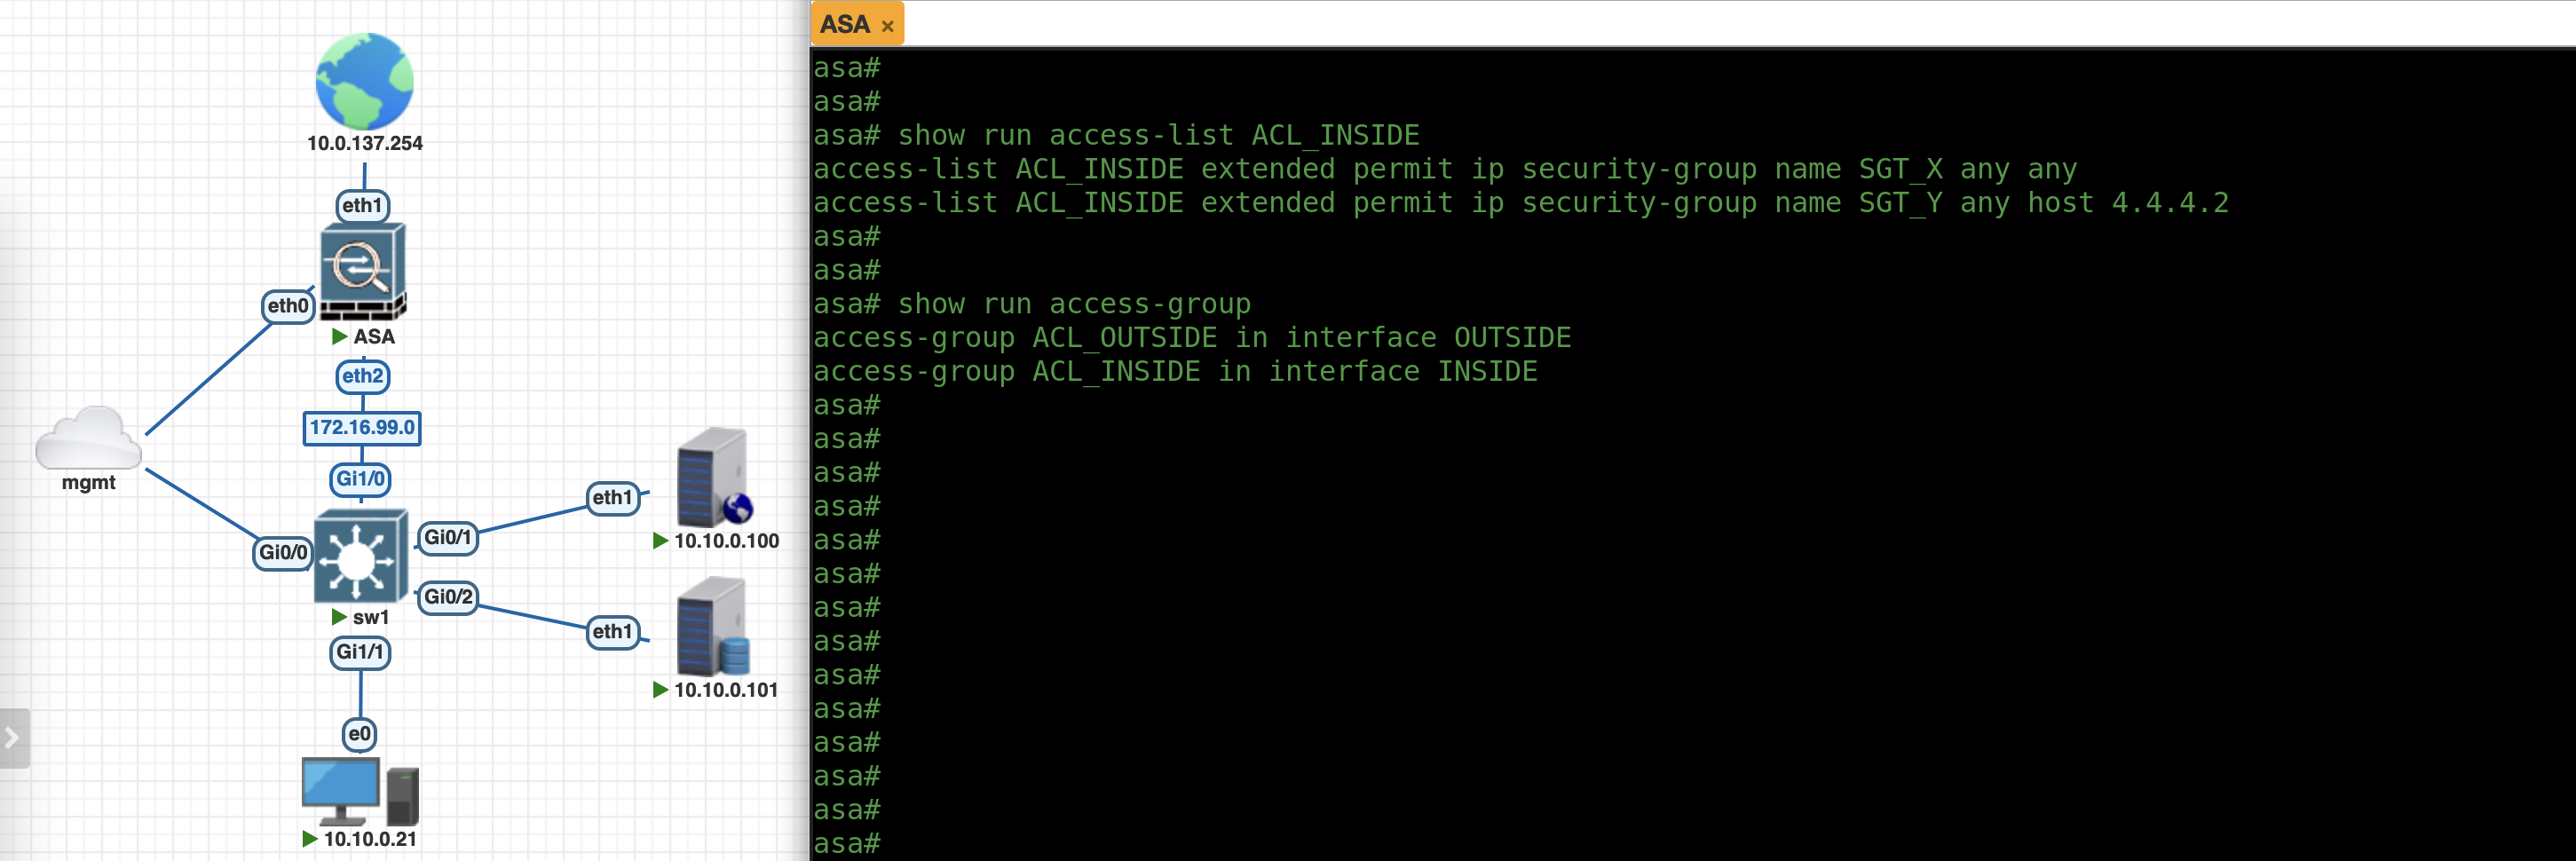 10.0.137.254
eth1
eth0
ASA
eth2
172.16.99.0
mgmt
Gi1/0
eth1
Gi0/1
10.10.0.100
Gi0/0
Gi0/2
sw1
eth1
Gi1/1
10.10.0.101
e0
10.10.0.21
ASA ×
asa#
asa#
asa# show run access-list ACL_INSIDE
access-list ACL_INSIDE extended permit ip security-group name SGT_X any any
access-list ACL_INSIDE extended permit ip security-group name SGT_Y any host 4.4.4.2
asa#
asa#
asa# show run access-group
access-group ACL_OUTSIDE in interface OUTSIDE
access-group ACL_INSIDE in interface INSIDE
asa#
asa#
asa#
asa#
asa#
asa#
asa#
asa#
asa#
asa#
asa#
asa#
asa#
asa#